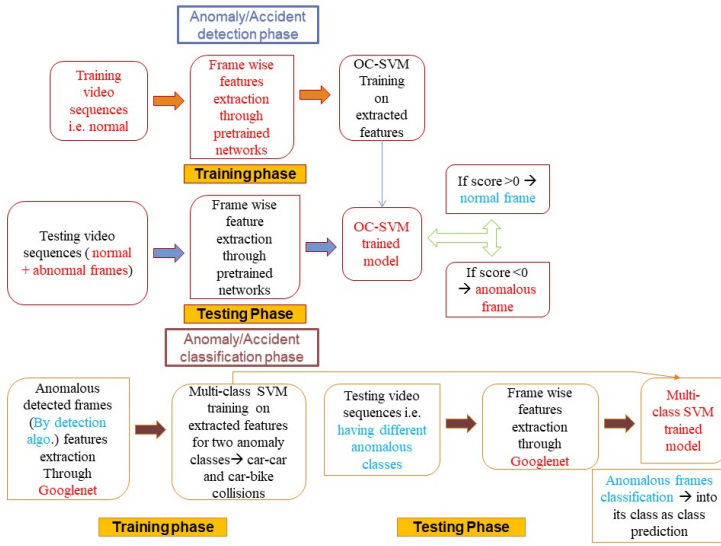 Anomaly/Accident
detection phase
Training
video
sequences
i.e. normal
Frame wise
features
extraction
through
pretrained
networks
OC-SVM
Training
on
extracted
features
Training phase
If score >0 →
normal frame
Testing video
sequences ( normal
+ abnormal frames)
Frame wise
feature
extraction
through
pretrained
networks
OC-SVM
trained
model
If score <0
→ anomalous
frame
Testing Phase
Anomaly/Accident
classification phase
Anomalous
detected frames
(By detection
algo.) features
extraction
Through
Googlenet
Multi-class SVM
training on
extracted features
for two anomaly
classes→ car-car
and car-bike
collisions
Testing video
sequences i.e.
having different
anomalous
classes
Frame wise
features
extraction
through
Googlenet
Multi-
class SVM
trained
model
Anomalous frames
classification → into
its class as class
prediction
Training phase
Testing Phase